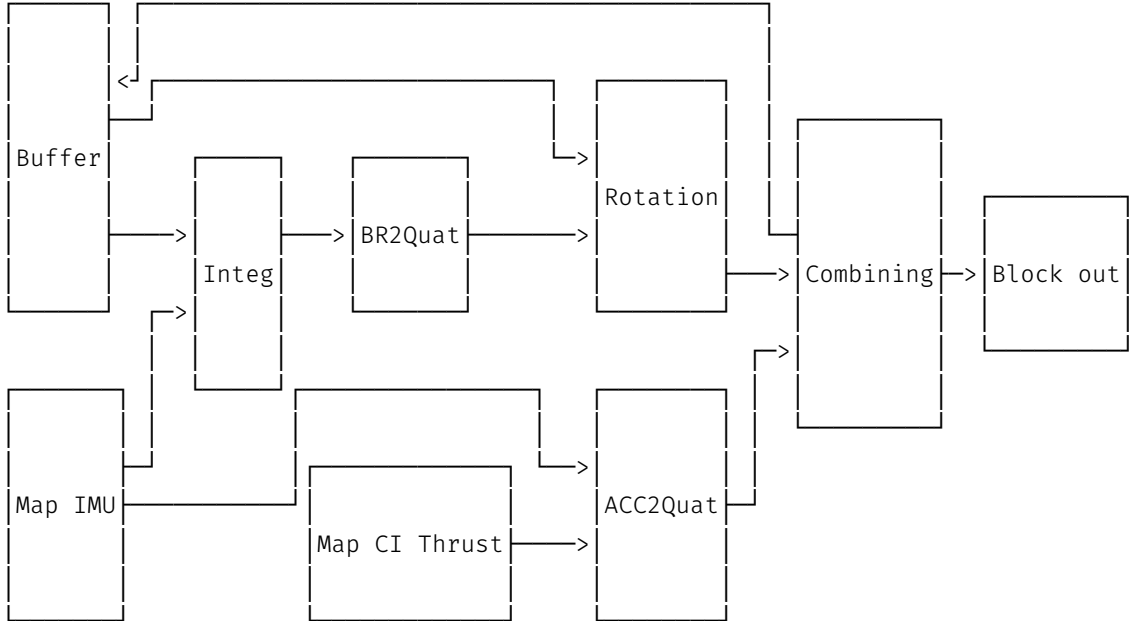 Buffer
Rotation
BR2Quat
Integ
Combining
Block out
Map IMU
ACC2Quat
Map CI Thrust